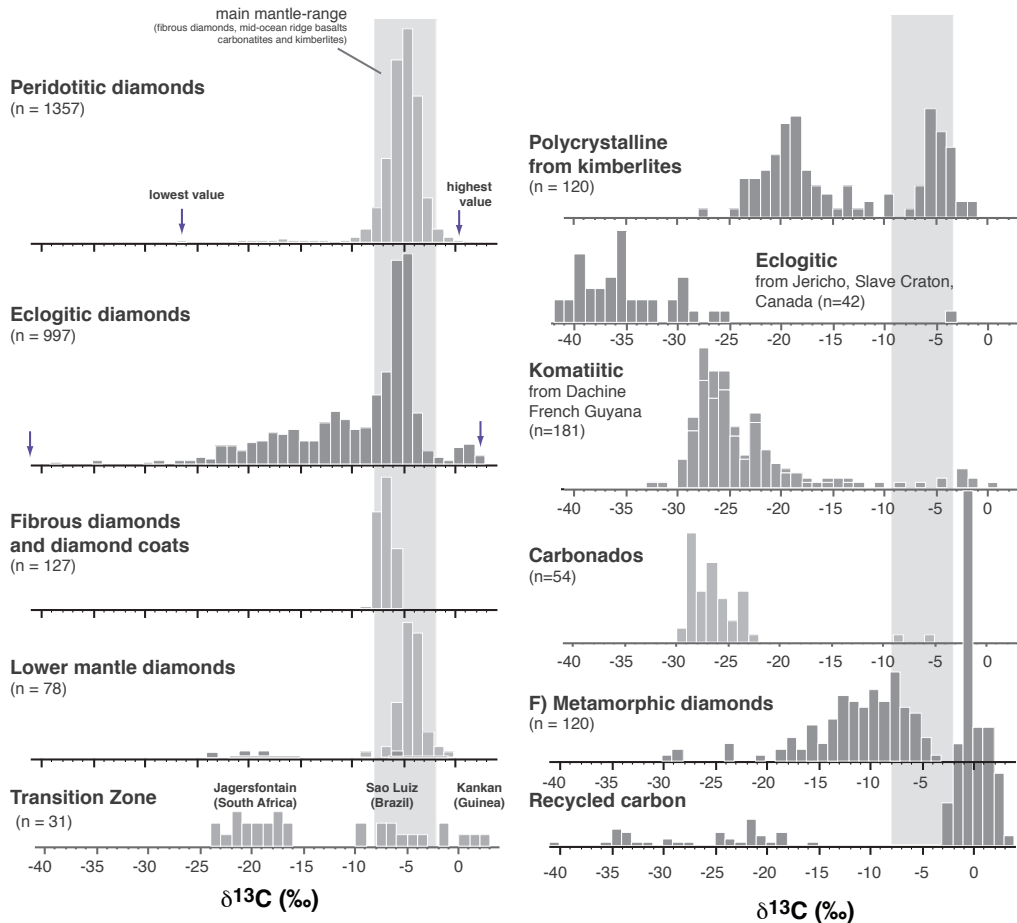 main mantle-range
(fibrous diamonds, mid-ocean ridge basalts
carbonatites and kimberlites)
Peridotitic diamonds
(n = 1357)
lowest value
highest
value
Eclogitic diamonds
(n = 997)
Fibrous diamonds
and diamond coats
(n = 127)
Lower mantle diamonds
(n = 78)
Transition Zone
(n = 31)
Jagersfontain
(South Africa)
Sao Luiz
(Brazil)
Kankan
(Guinea)
-40 -35 -30 -25 -20 -15 -10 -5 0
δ13C (‰)
Polycrystalline
from kimberlites
(n = 120)
Eclogitic
from Jericho, Slave Craton,
Canada (n=42)
-40 -35 -30 -25 -20 -15 -10 -5 0
Komatiitic
from Dachine
French Guyana
(n=181)
-40 -35 -30 -25 -20 -15 -10 -5 0
Carbonados
(n=54)
-40 -35 -30 -25 -20 -15 -10 -5 0
F) Metamorphic diamonds
(n = 120)
-40 -35 -30 -25 -20 -15 -10 -5 0
Recycled carbon
-40 -35 -30 -25 -20 -15 -10 -5 0
δ13C (‰)